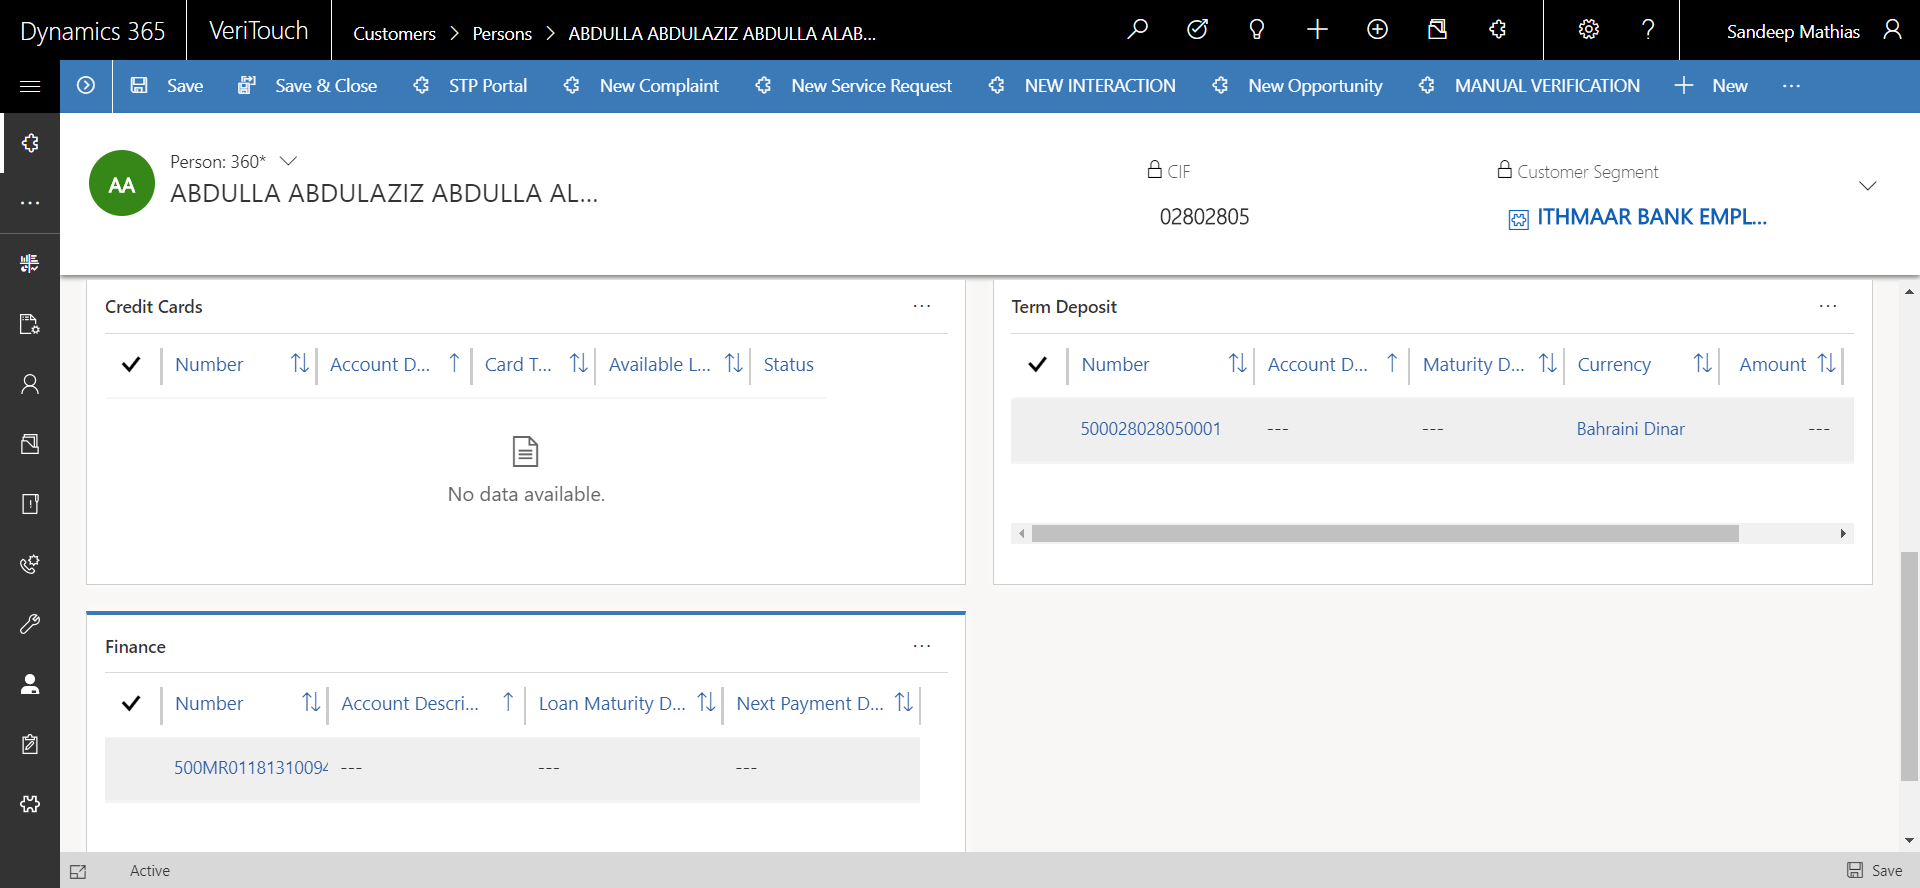 Dynamics 365 VeriTouch Customers > Persons > ABDULLA ABDULAZIZ ABDULLA ALAB... Sandeep Mathias
Save Save & Close STP Portal New Complaint New Service Request NEW INTERACTION New Opportunity MANUAL VERIFICATION New ...
Person: 360*
AA
ABDULLA ABDULAZIZ ABDULLA AL...
CIF
02802805
Customer Segment
ITHMAAR BANK EMPL...
Credit Cards ...
Number Account D... Card T... Available L... Status
No data available.
Term Deposit ...
Number Account D... Maturity D... Currency Amount
500028028050001 --- --- Bahraini Dinar ---
Finance ...
Number Account Descri... Loan Maturity D... Next Payment D...
500MR01181310094 --- --- ---
Active Save